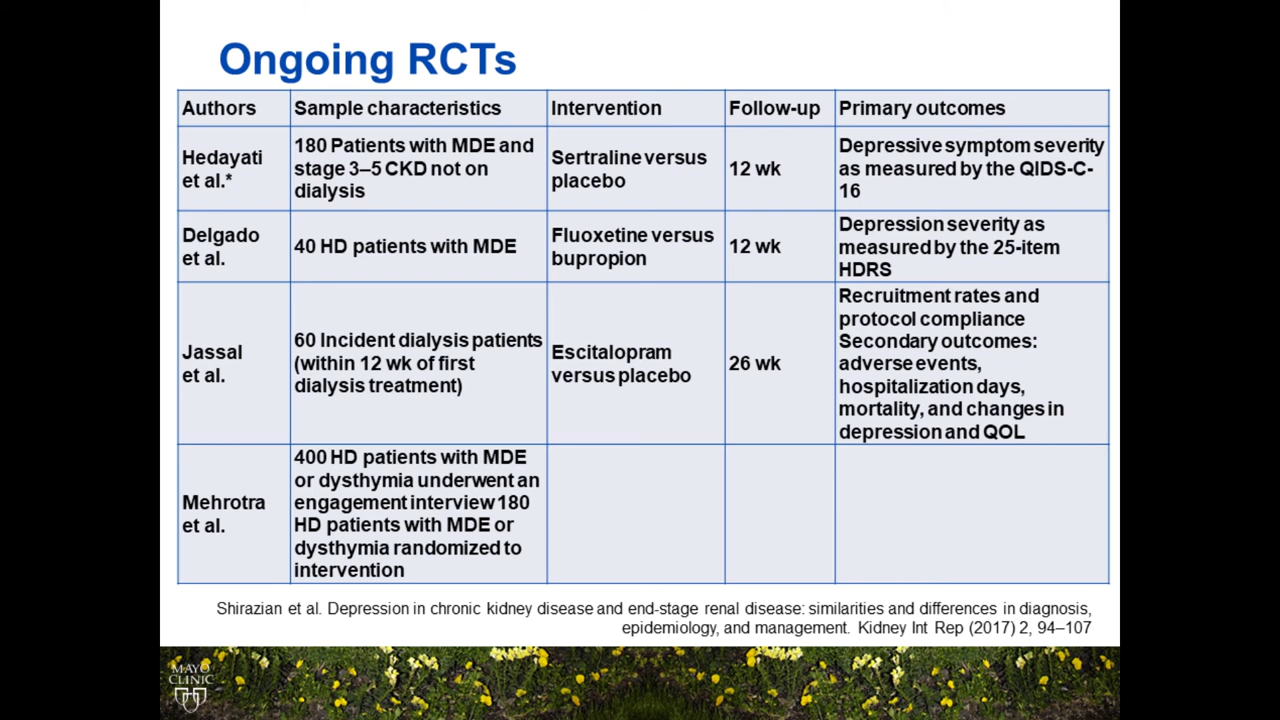 Ongoing RCTs
Authors
Sample characteristics
Intervention
Follow-up
Primary outcomes
Hedayati
et al.*
180 Patients with MDE and
stage 3–5 CKD not on
dialysis
Sertraline versus
placebo
12 wk
Depressive symptom severity
as measured by the QIDS-C-
16
Delgado
et al.
40 HD patients with MDE
Fluoxetine versus
bupropion
12 wk
Depression severity as
measured by the 25-item
HDRS
Jassal
et al.
60 Incident dialysis patients
(within 12 wk of first
dialysis treatment)
Escitalopram
versus placebo
26 wk
Recruitment rates and
protocol compliance
Secondary outcomes:
adverse events,
hospitalization days,
mortality, and changes in
depression and QOL
Mehrotra
et al.
400 HD patients with MDE
or dysthymia underwent an
engagement interview 180
HD patients with MDE or
dysthymia randomized to
intervention
Shirazian et al. Depression in chronic kidney disease and end-stage renal disease: similarities and differences in diagnosis,
epidemiology, and management. Kidney Int Rep (2017) 2, 94–107
MAYO
CLINIC